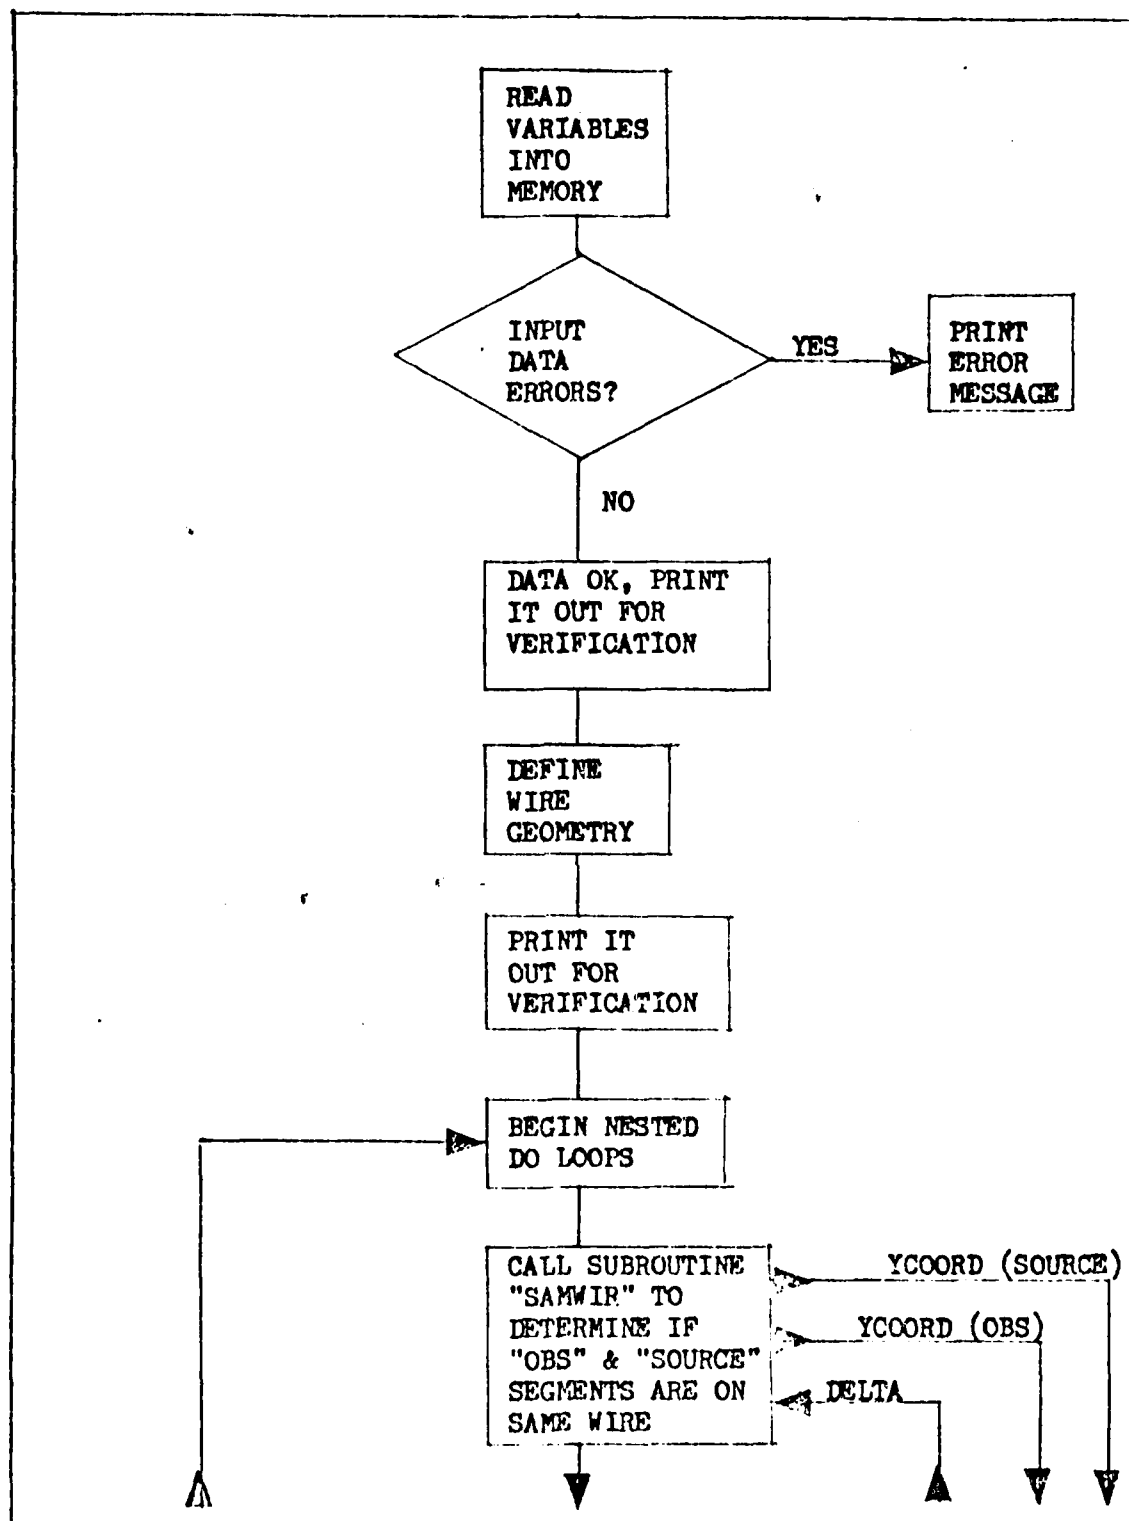 READ
VARIABLES
INTO
MEMORY
INPUT
DATA
ERRORS?
YES
PRINT
ERROR
MESSAGE
NO
DATA OK, PRINT
IT OUT FOR
VERIFICATION
DEFINE
WIRE
GEOMETRY
PRINT IT
OUT FOR
VERIFICATION
BEGIN NESTED
DO LOOPS
CALL SUBROUTINE
"SAMWIR" TO
DETERMINE IF
"OBS" & "SOURCE"
SEGMENTS ARE ON
SAME WIRE
YCOORD (SOURCE)
YCOORD (OBS)
DELTA